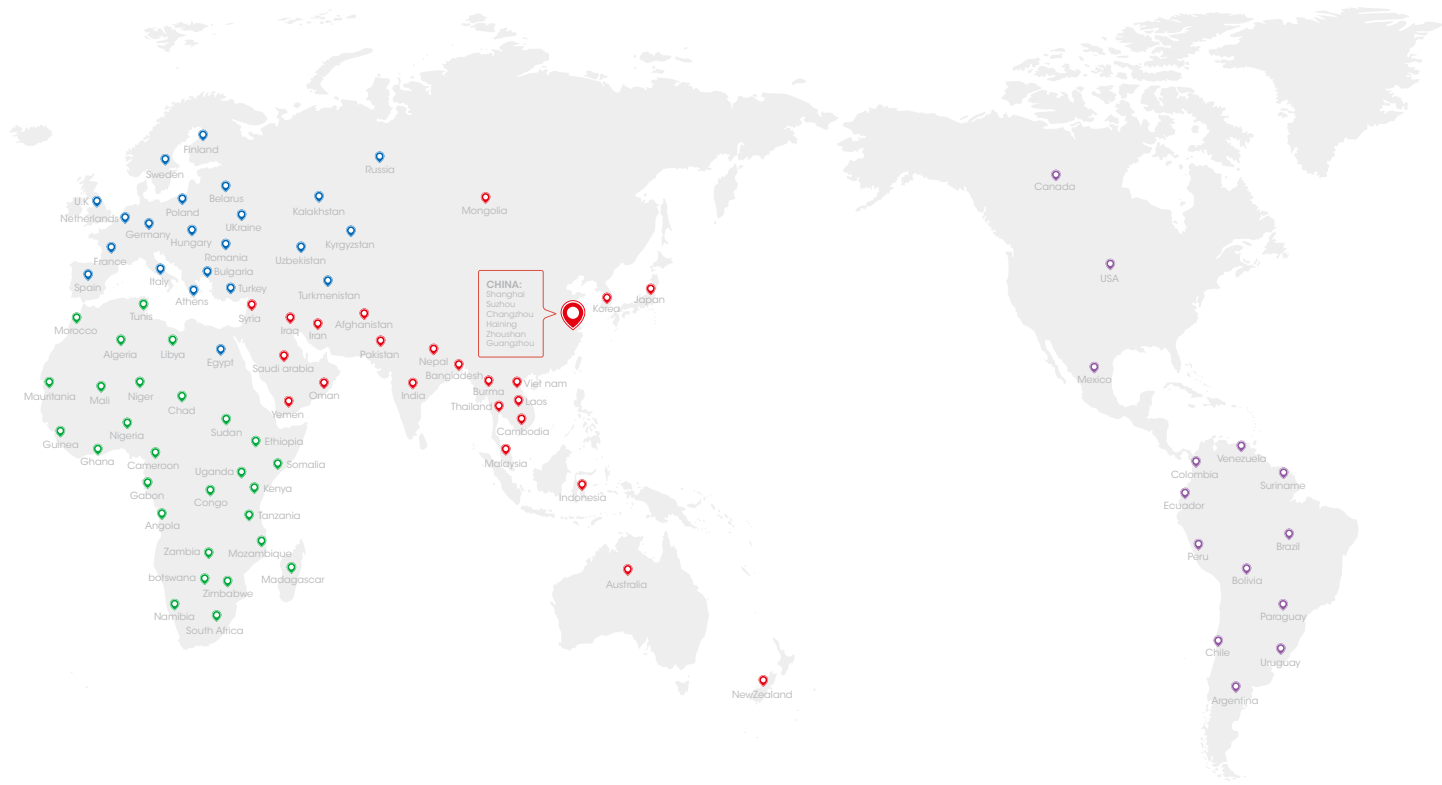 Finland
Sweden
Russia
Canada
Belarus
U.K
Poland
Kalakhstan
Mongolia
Netherlands
UKraine
Germany
Hungary
Kyrgyzstan
France
Romania
Uzbekistan
Bulgaria
USA
Spain
Italy
Turkey
Athens
Turkmenistan
CHINA:
Shanghai
Suzhou
Changzhou
Haining
Zhoushan
Guangzhou
Japan
Korea
Tunis
Syria
Morocco
Iraq
Iran
Afghanistan
Algeria
Libya
Egypt
Pakistan
Nepal
Saudi arabia
Bangladesh
Mexico
Viet nam
Burma
Mauritania
Mali
Niger
Oman
India
Laos
Thailand
Chad
Yemen
Sudan
Cambodia
Nigeria
Guinea
Ethiopia
Ghana
Cameroon
Somalia
Malaysia
Venezuela
Uganda
Colombia
Suriname
Gabon
Congo
Kenya
Indonesia
Ecuador
Angola
Tanzania
Zambia
Mozambique
Brazil
Peru
botswana
Madagascar
Australia
Bolivia
Zimbabwe
Namibia
Paraguay
South Africa
Chile
Uruguay
NewZealand
Argentina